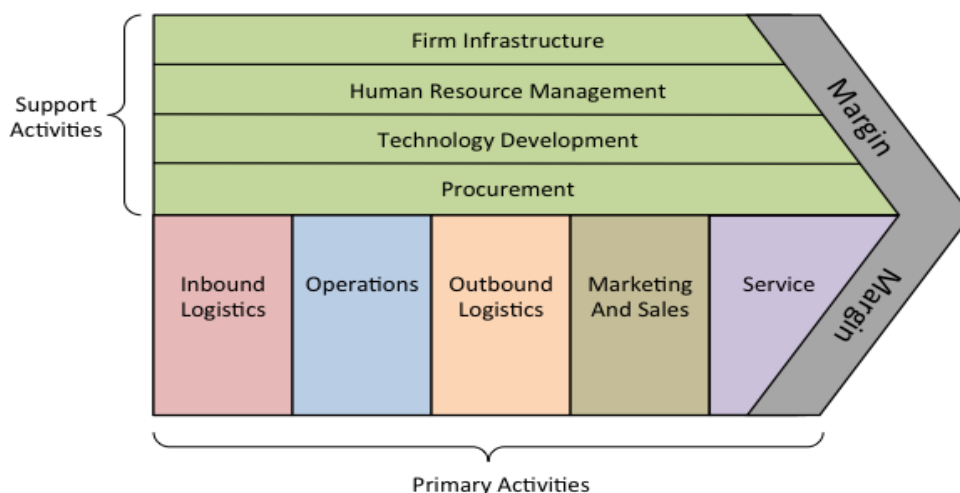 Support
Activities
Firm Infrastructure
Human Resource Management
Technology Development
Procurement
Margin
Inbound
Logistics
Operations
Outbound
Logistics
Marketing
And Sales
Service
Margin
Primary Activities